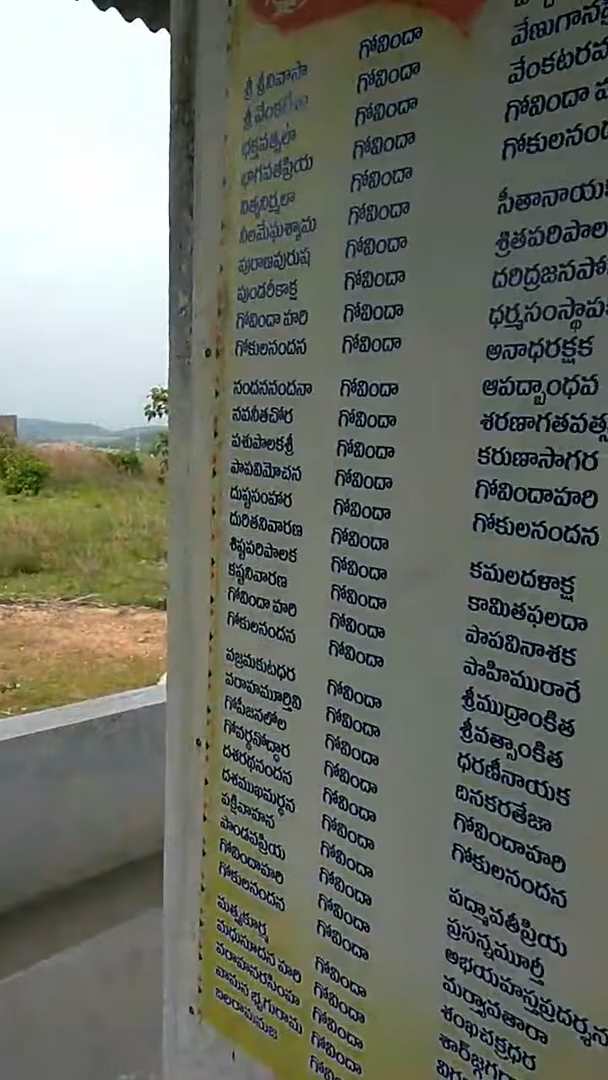 శ్రీ శ్రీనివాసా గోవిందా
శ్రీ వేంకటేశా గోవిందా
భక్తవత్సలా గోవిందా
భాగవతప్రియ గోవిందా
నిత్యనిర్మలా గోవిందా
నీలమేఘశ్యామ గోవిందా
పురాణపురుష గోవిందా
పుండరీకాక్ష గోవిందా
గోవిందా హరి గోవిందా
గోకులనందన గోవిందా
నందనందనా గోవిందా
నవనీతచోర గోవిందా
పశుపాలకశ్రీ గోవిందా
పాపవిమోచన గోవిందా
దుష్టసంహార గోవిందా
దురితనివారణ గోవిందా
శిష్టపరిపాలక గోవిందా
కష్టనివారణ గోవిందా
గోవిందా హరి గోవిందా
గోకులనందన గోవిందా
వజ్రమకుటధర గోవిందా
వరాహమూర్తివి గోవిందా
గోపీజనలోల గోవిందా
గోవర్థనోద్ధార గోవిందా
దశరథనందన గోవిందా
దశముఖమర్థన గోవిందా
పక్షివాహన గోవిందా
పాండవప్రియ గోవిందా
గోవిందాహరి గోవిందా
గోకులనందన గోవిందా
మత్స్యకూర్మ గోవిందా
మధుసూదన హరి గోవిందా
వరాహనరసింహ గోవిందా
వామన భృగురామ గోవిందా
బలరామానుజ
వేణుగాన
వేంకటరమ
గోవిందా
గోకులనంద
సీతానాయక
శ్రితపరిపాల
దరిద్రజనపో
ధర్మసంస్థాప
అనాధరక్షక
ఆపద్బాంధవ
శరణాగతవత్స
కరుణాసాగర
గోవిందాహరి
గోకులనందన
కమలదళాక్ష
కామితఫలదా
పాపవినాశక
పాహిమురారే
శ్రీముద్రాంకిత
శ్రీవత్సాంకిత
ధరణీనాయక
దినకరతేజా
గోవిందాహరి
గోకులనందన
పద్మావతీప్రియ
ప్రసన్నమూర్తీ
అభయహస్తప్రదర్శన
మర్వావతారా
శంఖచక్రధర